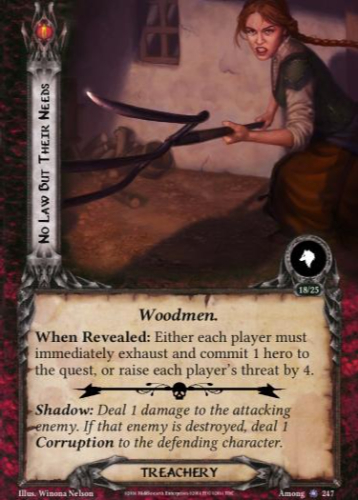 No Law But Their Needs
18/25
Woodmen.
When Revealed: Either each player must
immediately exhaust and commit 1 hero to
the quest, or raise each player's threat by 4.
Shadow: Deal 1 damage to the attacking
enemy. If that enemy is destroyed, deal 1
Corruption to the defending character.
TREACHERY
Illus. Winona Nelson
Among
247